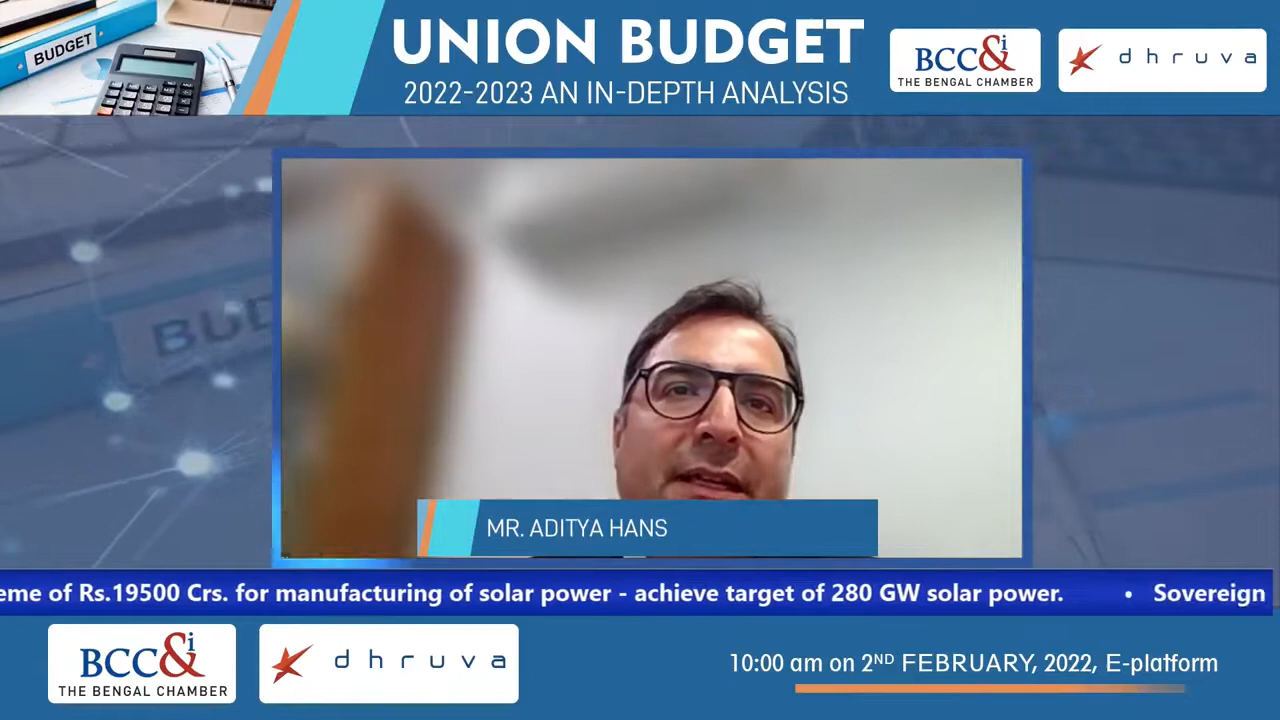 BUDGET
UNION BUDGET
2022-2023 AN IN-DEPTH ANALYSIS
BCC&i
THE BENGAL CHAMBER
dhruva
BUD
MR. ADITYA HANS
eme of Rs.19500 Crs. for manufacturing of solar power - achieve target of 280 GW solar power. • Sovereign
BCC&i
THE BENGAL CHAMBER
dhruva
10:00 am on 2ND FEBRUARY, 2022, E-platform